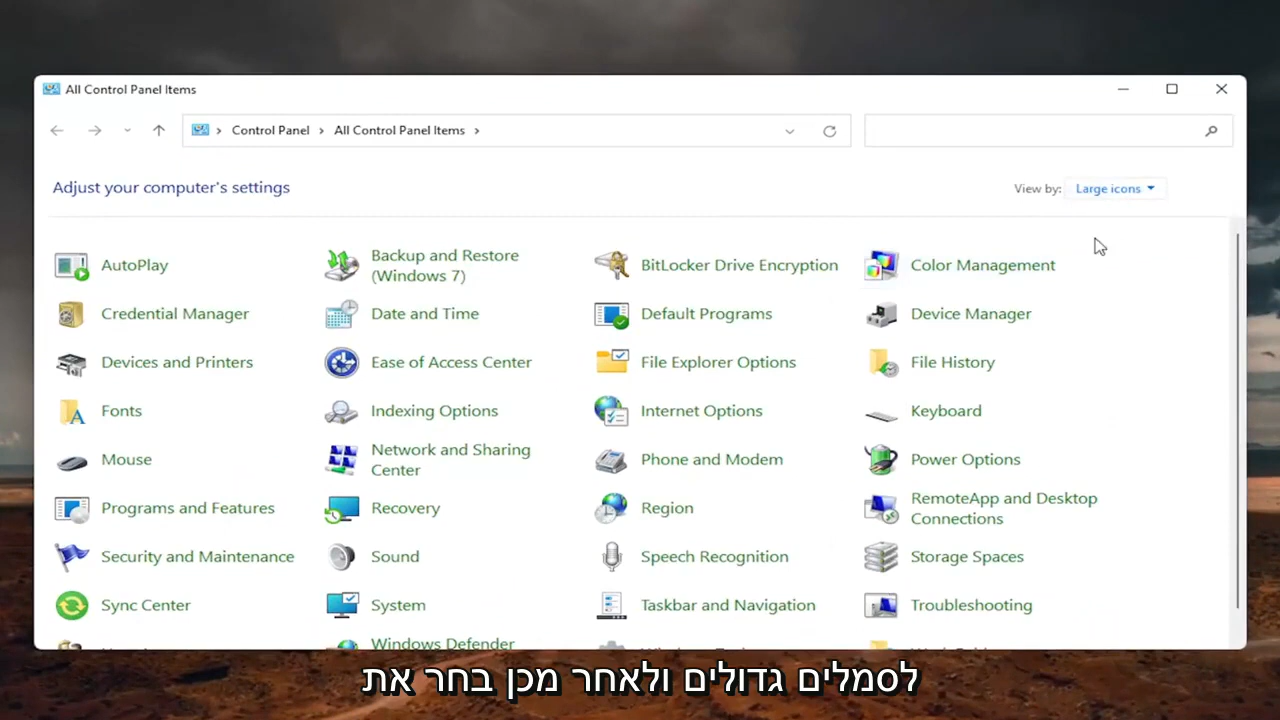 All Control Panel Items
Control Panel > All Control Panel Items >
Adjust your computer's settings
View by: Large icons
AutoPlay
Backup and Restore
(Windows 7)
BitLocker Drive Encryption
Color Management
Credential Manager
Date and Time
Default Programs
Device Manager
Devices and Printers
Ease of Access Center
File Explorer Options
File History
Fonts
Indexing Options
Internet Options
Keyboard
Mouse
Network and Sharing
Center
Phone and Modem
Power Options
Programs and Features
Recovery
Region
RemoteApp and Desktop
Connections
Security and Maintenance
Sound
Speech Recognition
Storage Spaces
Sync Center
System
Taskbar and Navigation
Troubleshooting
Windows Defender
לסמלים גדולים ולאחר מכן בחר את